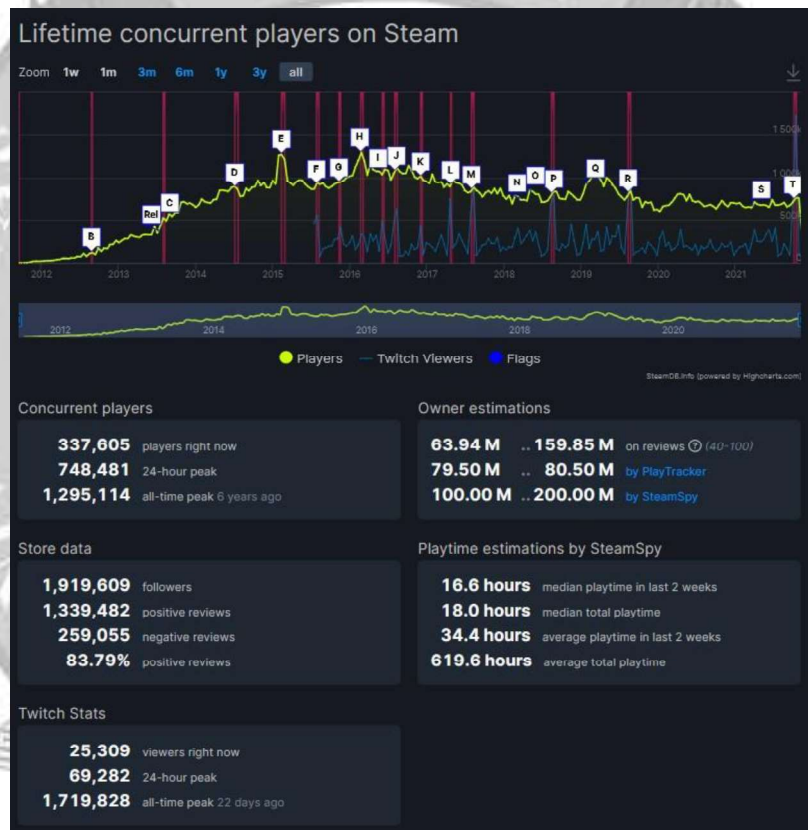 Lifetime concurrent players on Steam
Zoom 1w 1m 3m 6m 1y 3y all
1 500k
1 000k
500k
0
B
Rel
C
D
E
F
G
H
I
J
K
L
M
N
O
P
Q
R
S
T
2012 2013 2014 2015 2016 2017 2018 2019 2020 2021
2012 2014 2016 2018 2020
Players Twitch Viewers Flags
SteamDB.info (powered by Highcharts.com)
Concurrent players
337,605 players right now
748,481 24-hour peak
1,295,114 all-time peak 6 years ago
Owner estimations
63.94 M .. 159.85 M on reviews ? (40-100)
79.50 M .. 80.50 M by PlayTracker
100.00 M .. 200.00 M by SteamSpy
Store data
1,919,609 followers
1,339,482 positive reviews
259,055 negative reviews
83.79% positive reviews
Playtime estimations by SteamSpy
16.6 hours median playtime in last 2 weeks
18.0 hours median total playtime
34.4 hours average playtime in last 2 weeks
619.6 hours average total playtime
Twitch Stats
25,309 viewers right now
69,282 24-hour peak
1,719,828 all-time peak 22 days ago